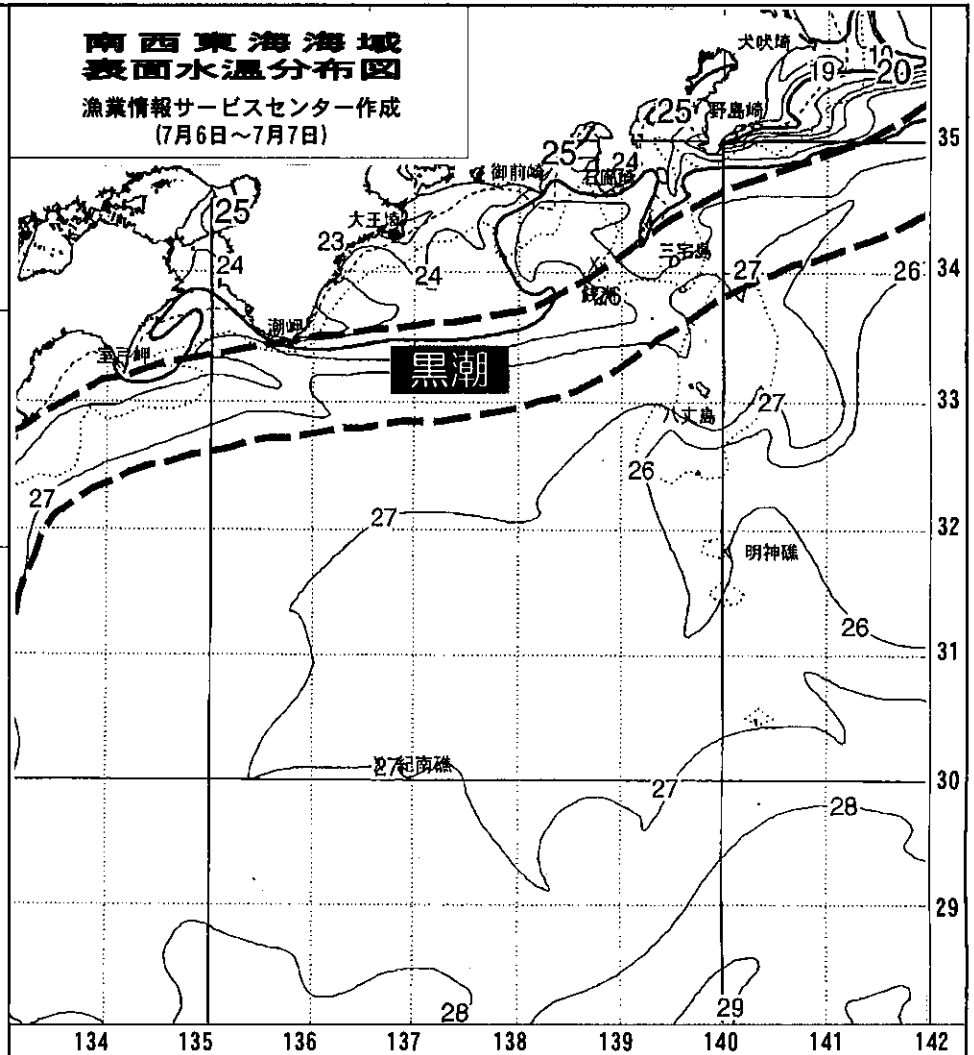 南西東海海域
表面水温分布図
漁業情報サービスセンター作成
(7月6日～7月7日)
犬吠埼
19
20
25
野島崎
35
25
24
御前崎
石廊崎
25
大王埼
23
24
24
三宅島
27
26
34
銭洲
潮岬
室戸岬
黒潮
33
八丈島
27
26
27
27
32
明神礁
26
31
27
紀南礁
30
27
28
29
28
29
134
135
136
137
138
139
140
141
142